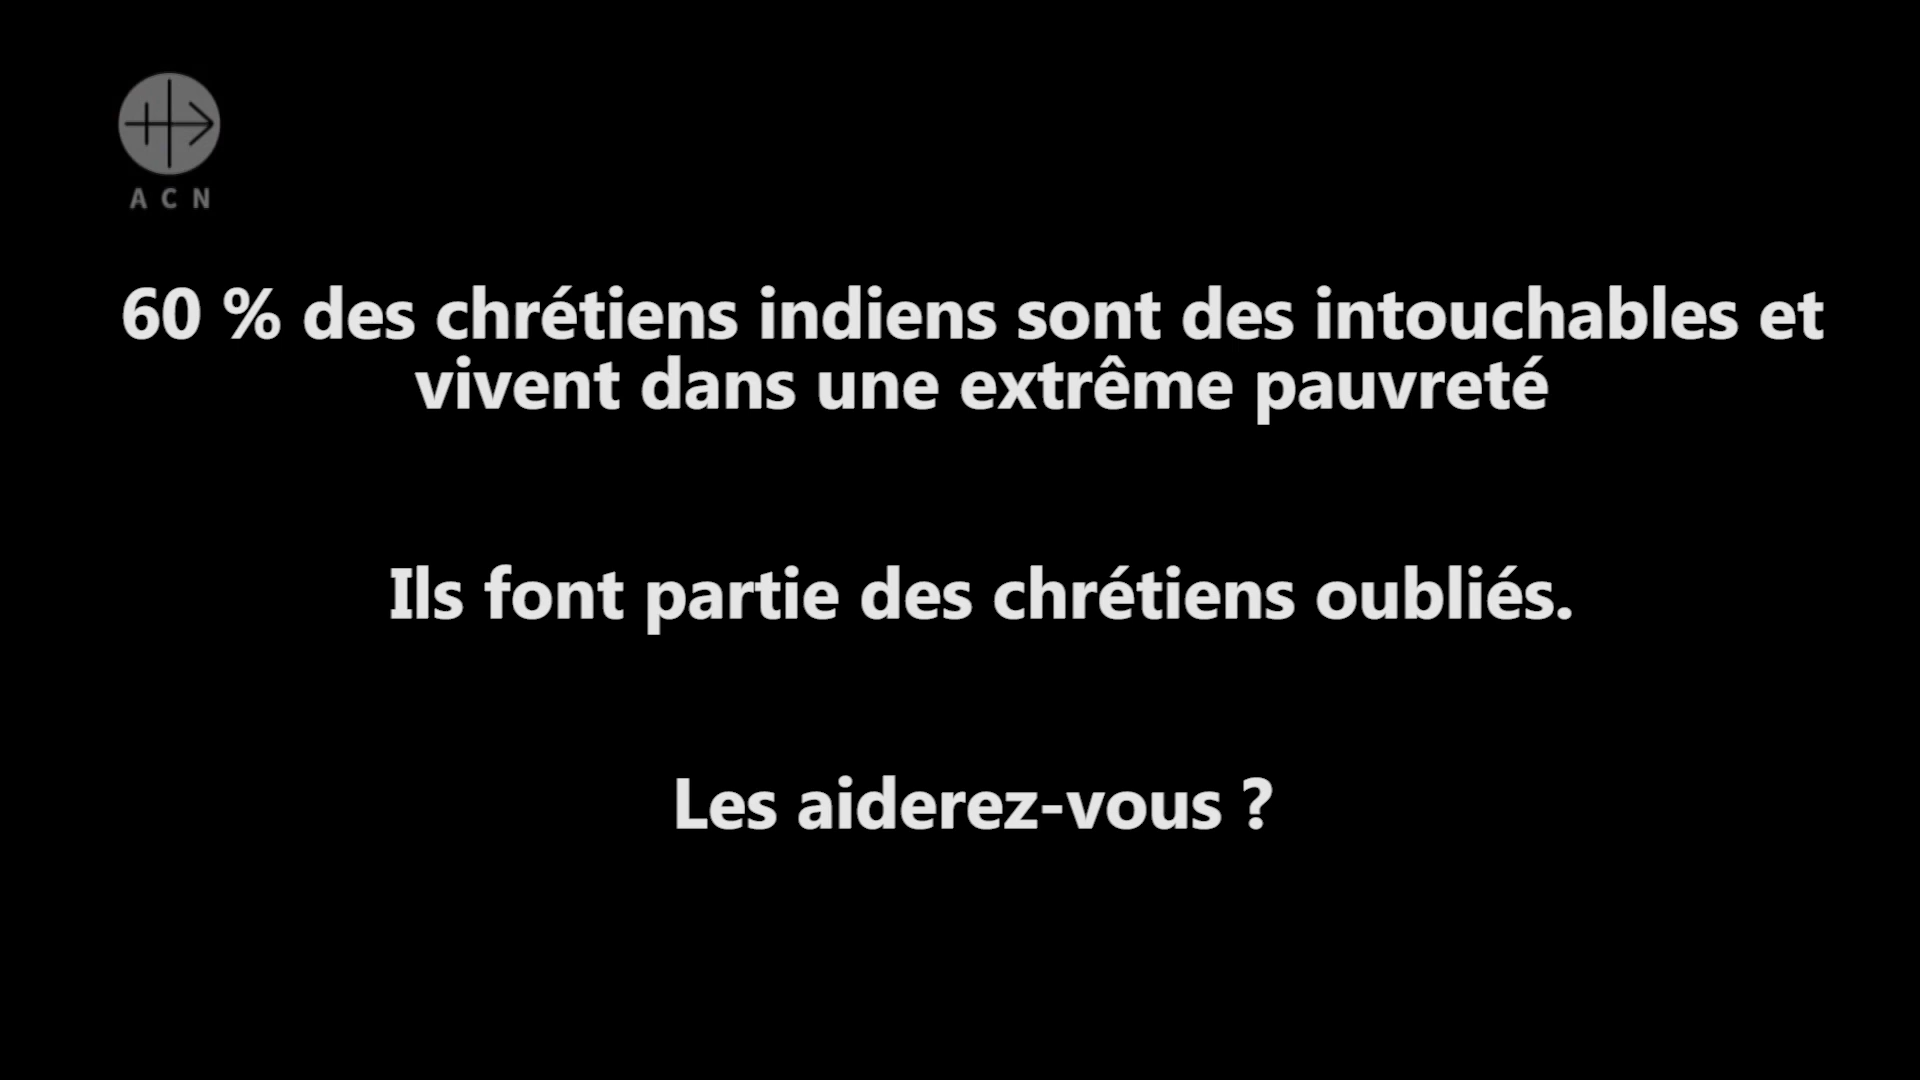 A C N
60 % des chrétiens indiens sont des intouchables et
vivent dans une extrême pauvreté
Ils font partie des chrétiens oubliés.
Les aiderez-vous ?